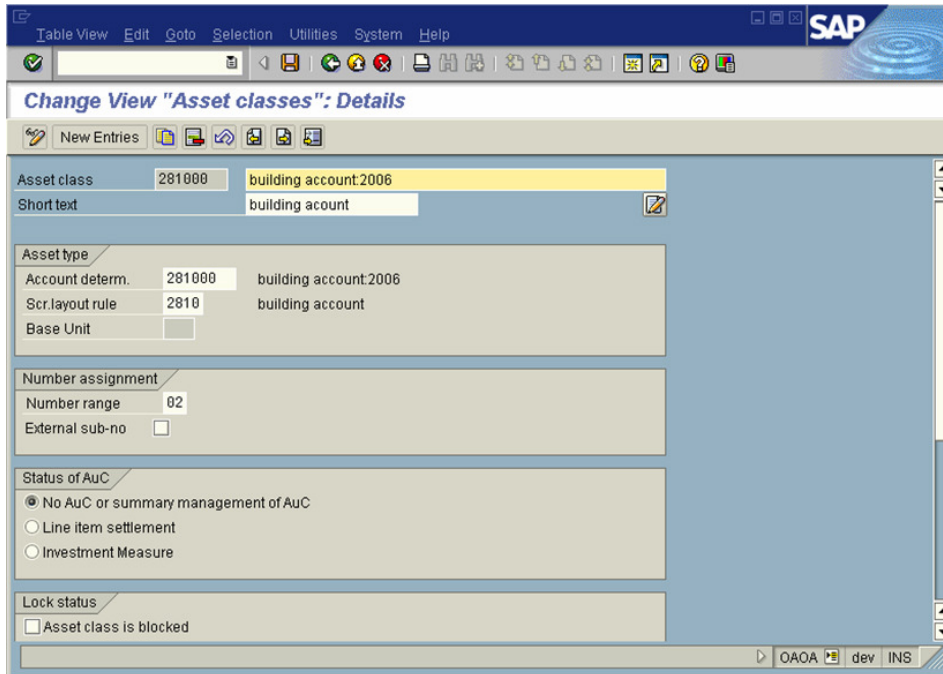 Table View Edit Goto Selection Utilities System Help
SAP
Change View "Asset classes": Details
New Entries
Asset class 281000 building account:2006
Short text building acount
Asset type
Account determ. 281000 building account:2006
Scr.layout rule 2810 building account
Base Unit
Number assignment
Number range 02
External sub-no
Status of AuC
No AuC or summary management of AuC
Line item settlement
Investment Measure
Lock status
Asset class is blocked
OAOA dev INS